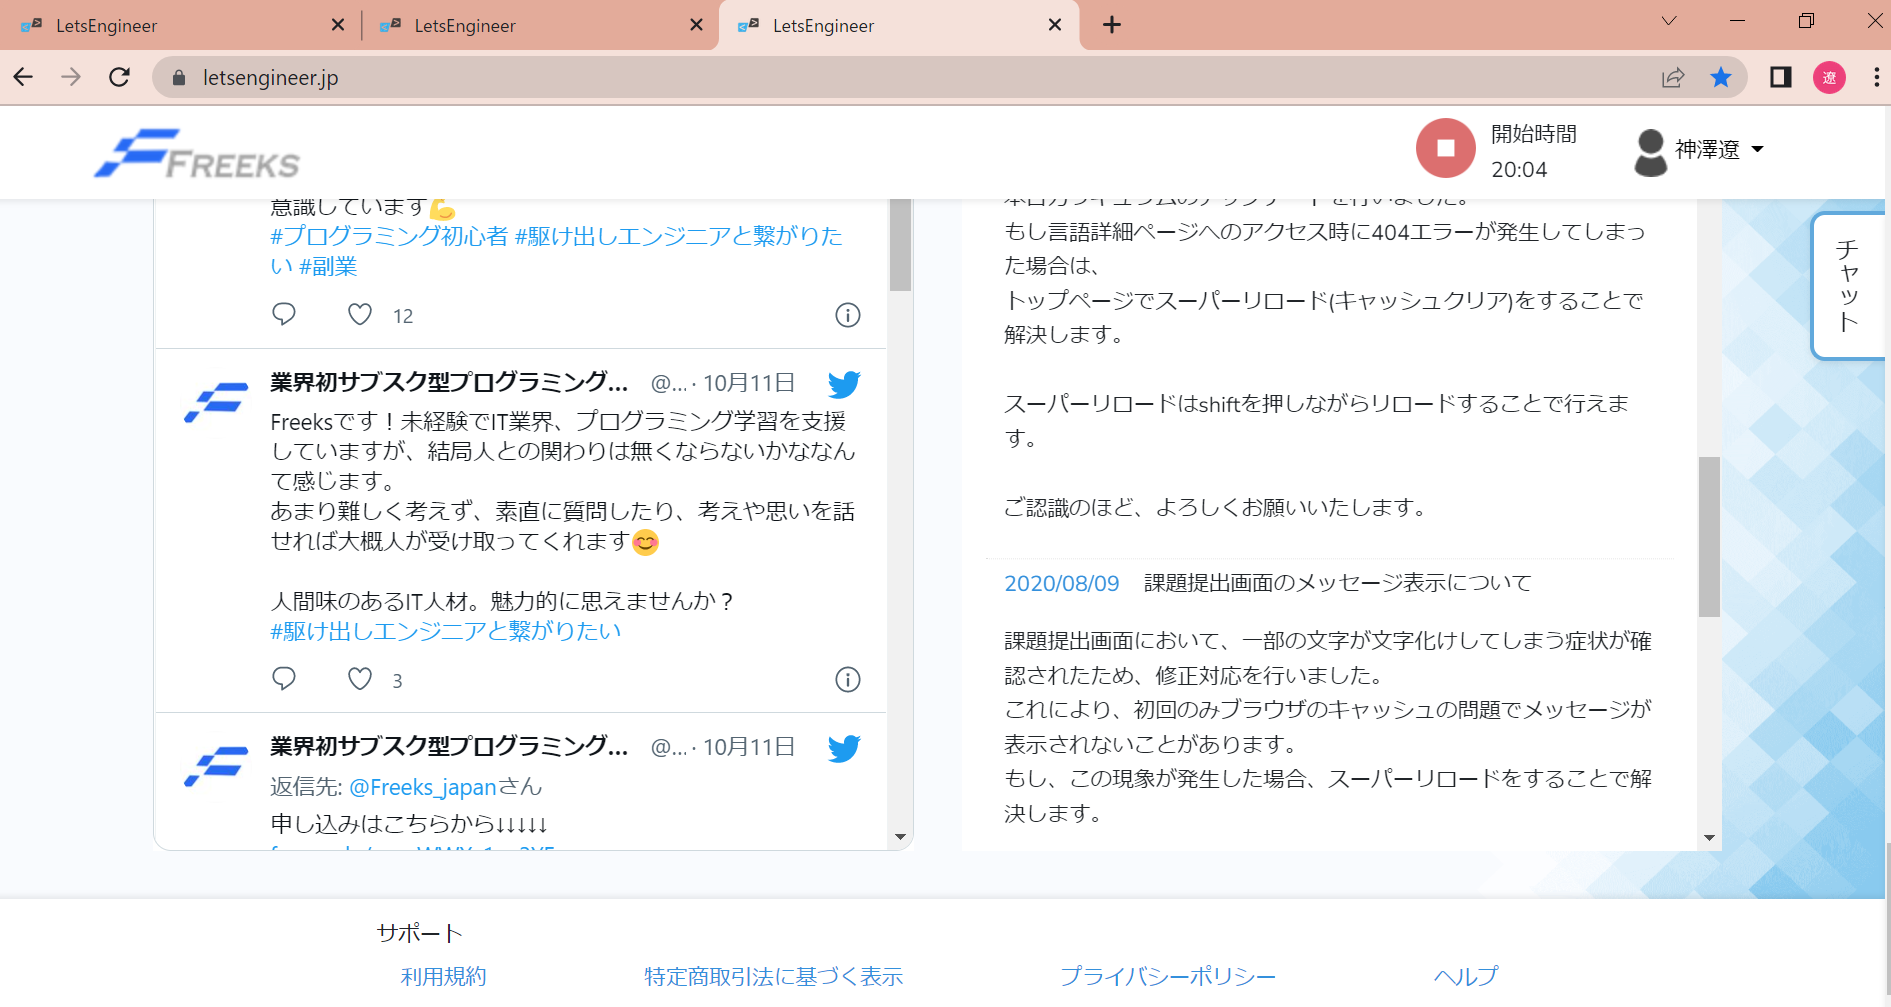 LetsEngineer
LetsEngineer
LetsEngineer
letsengineer.jp
遼
FREEKS
開始時間
20:04
神澤遼
意識しています💪
#プログラミング初心者 #駆け出しエンジニアと繋がりた
い #副業
12
業界初サブスク型プログラミング... @... · 10月11日
Freeksです！未経験でIT業界、プログラミング学習を支援
していますが、結局人との関わりは無くならないかななん
て感じます。
あまり難しく考えず、素直に質問したり、考えや思いを話
せれば大概人が受け取ってくれます😊
人間味のあるIT人材。魅力的に思えませんか？
#駆け出しエンジニアと繋がりたい
3
業界初サブスク型プログラミング... @... · 10月11日
返信先: @Freeks_japanさん
申し込みはこちらから↓↓↓↓↓
本日カリキュラムのアップデートを行いました。
もし言語詳細ページへのアクセス時に404エラーが発生してしまっ
た場合は、
トップページでスーパーリロード(キャッシュクリア)をすることで
解決します。
スーパーリロードはshiftを押しながらリロードすることで行えま
す。
ご認識のほど、よろしくお願いいたします。
2020/08/09 課題提出画面のメッセージ表示について
課題提出画面において、一部の文字が文字化けしてしまう症状が確
認されたため、修正対応を行いました。
これにより、初回のみブラウザのキャッシュの問題でメッセージが
表示されないことがあります。
もし、この現象が発生した場合、スーパーリロードをすることで解
決します。
チャット
サポート
利用規約
特定商取引法に基づく表示
プライバシーポリシー
ヘルプ